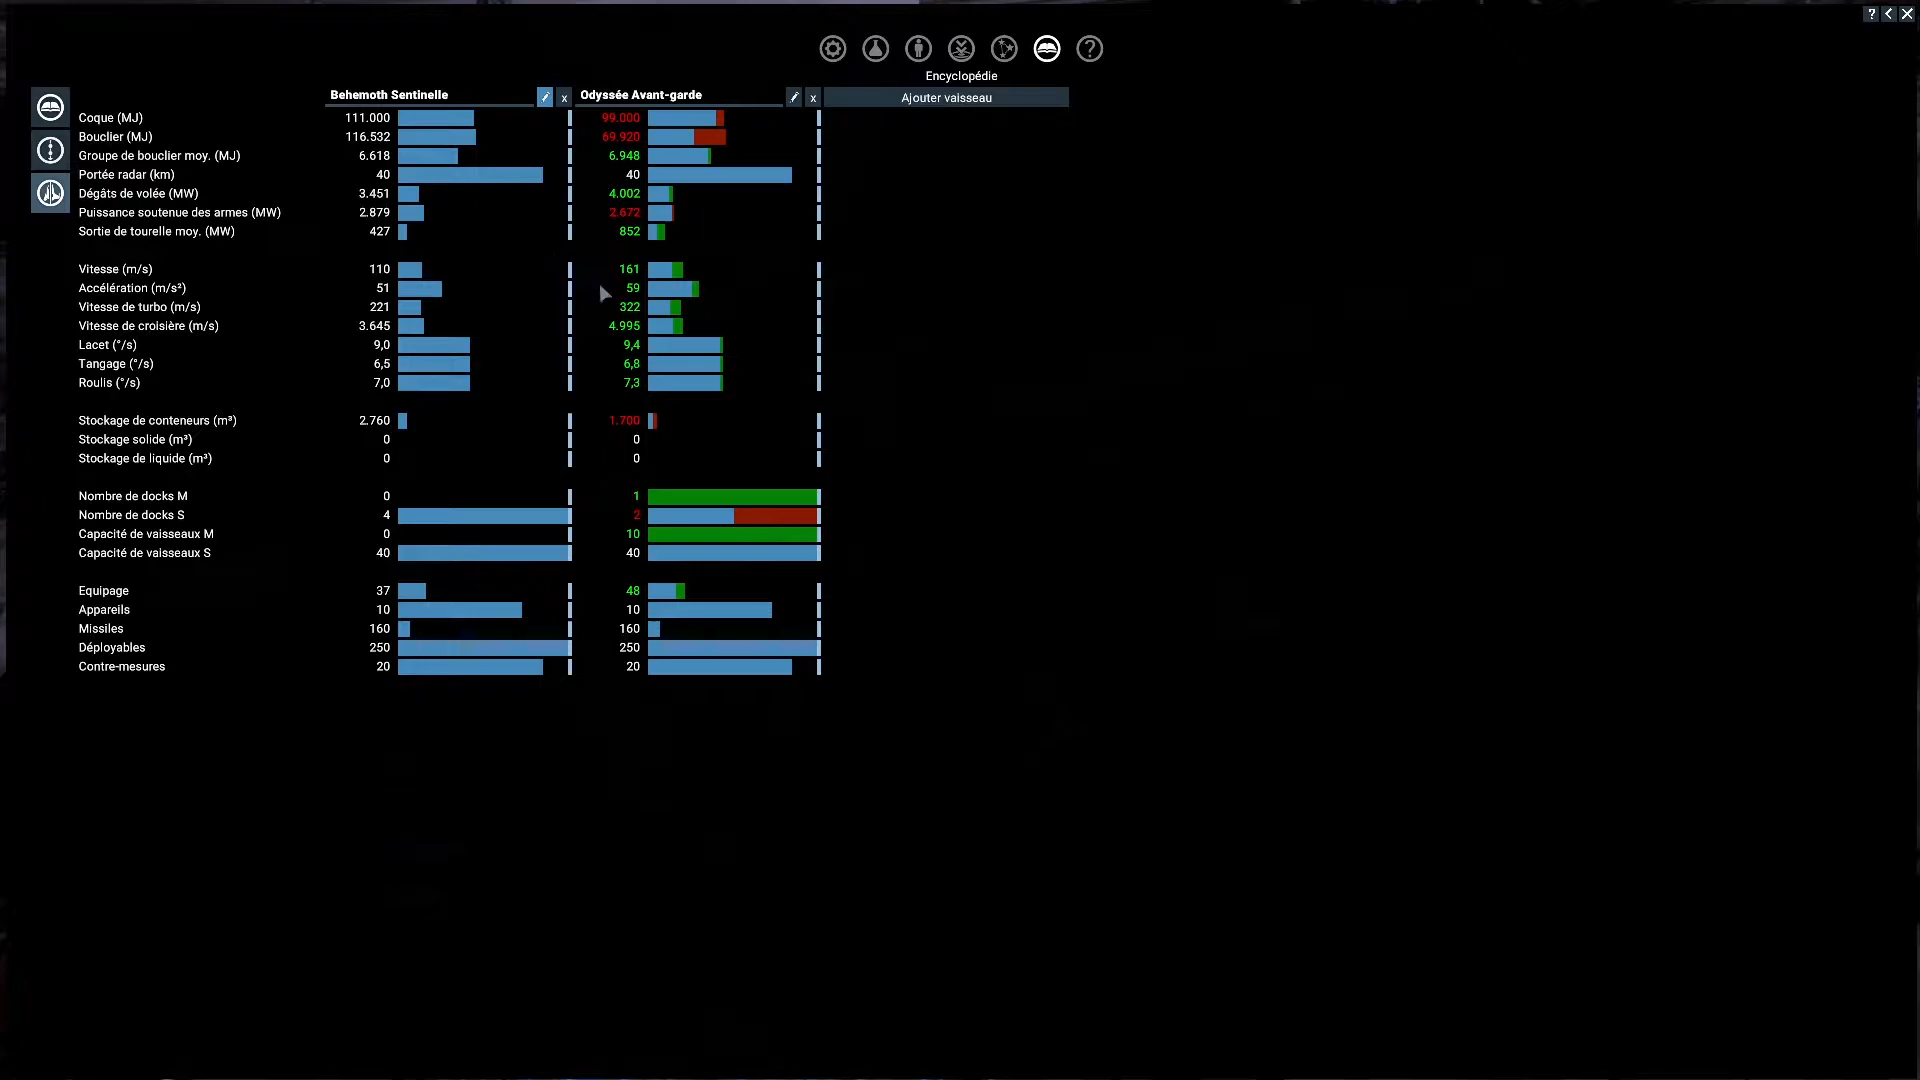 ? < X
?
Encyclopédie
Behemoth Sentinelle x Odyssée Avant-garde x Ajouter vaisseau
Coque (MJ) 111.000 99.000
Bouclier (MJ) 116.532 69.920
Groupe de bouclier moy. (MJ) 6.618 6.948
Portée radar (km) 40 40
Dégâts de volée (MW) 3.451 4.002
Puissance soutenue des armes (MW) 2.879 2.672
Sortie de tourelle moy. (MW) 427 852
Vitesse (m/s) 110 161
Accélération (m/s²) 51 59
Vitesse de turbo (m/s) 221 322
Vitesse de croisière (m/s) 3.645 4.995
Lacet (°/s) 9,0 9,4
Tangage (°/s) 6,5 6,8
Roulis (°/s) 7,0 7,3
Stockage de conteneurs (m³) 2.760 1.700
Stockage solide (m³) 0 0
Stockage de liquide (m³) 0 0
Nombre de docks M 0 1
Nombre de docks S 4 2
Capacité de vaisseaux M 0 10
Capacité de vaisseaux S 40 40
Equipage 37 48
Appareils 10 10
Missiles 160 160
Déployables 250 250
Contre-mesures 20 20